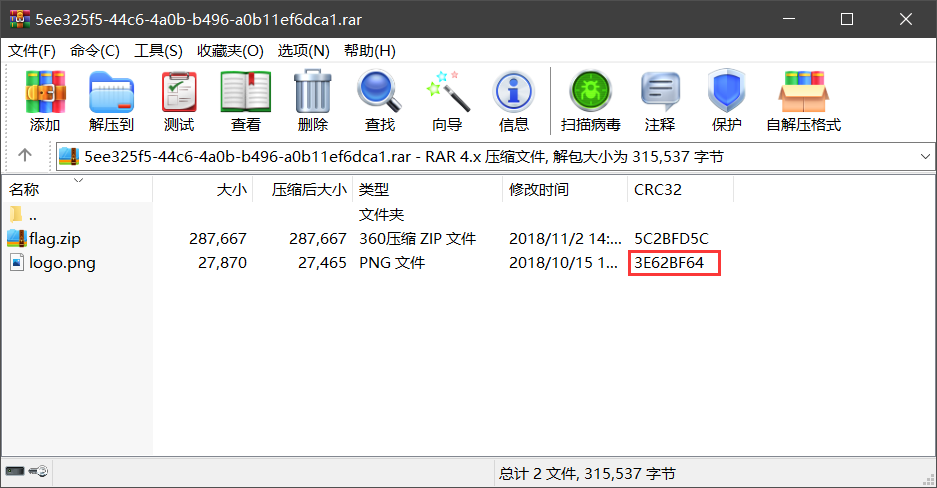 5ee325f5-44c6-4a0b-b496-a0b11ef6dca1.rar
文件(F) 命令(C) 工具(S) 收藏夹(O) 选项(N) 帮助(H)
添加 解压到 测试 查看 删除 查找 向导 信息 扫描病毒 注释 保护 自解压格式
5ee325f5-44c6-4a0b-b496-a0b11ef6dca1.rar - RAR 4.x 压缩文件, 解包大小为 315,537 字节
名称 大小 压缩后大小 类型 修改时间 CRC32
.. 文件夹
flag.zip 287,667 287,667 360压缩 ZIP 文件 2018/11/2 14:... 5C2BFD5C
logo.png 27,870 27,465 PNG 文件 2018/10/15 1... 3E62BF64
总计 2 文件, 315,537 字节